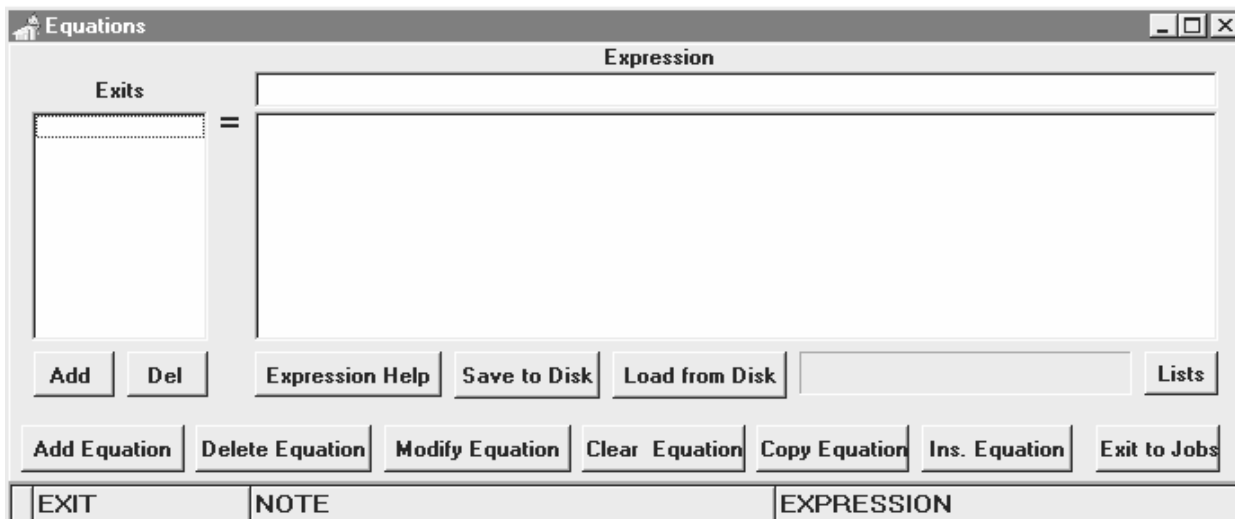 Equations
Expression
Exits
=
Add Del Expression Help Save to Disk Load from Disk Lists
Add Equation Delete Equation Modify Equation Clear Equation Copy Equation Ins. Equation Exit to Jobs
EXIT NOTE EXPRESSION